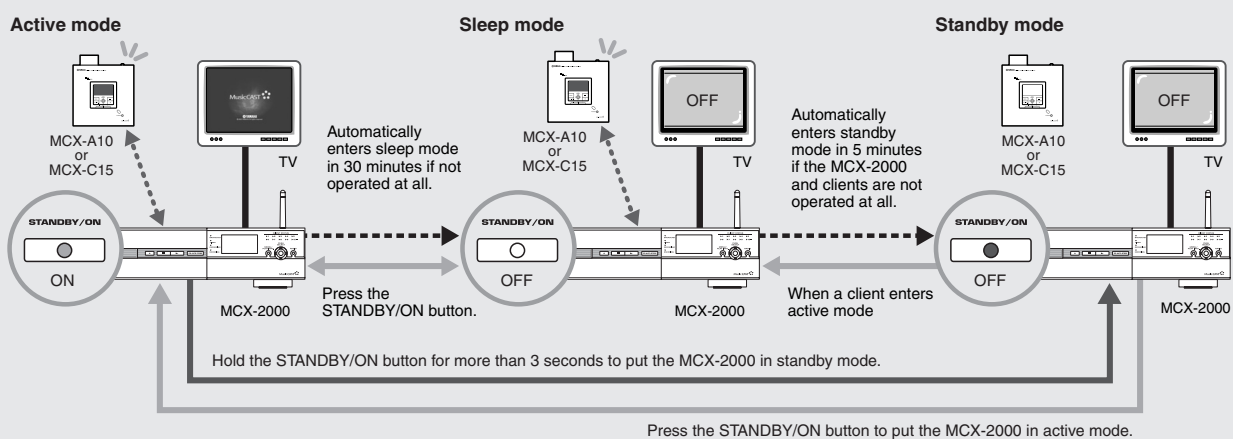 Active mode
Sleep mode
Standby mode
MusicCAST
YAMAHA
OFF
OFF
MCX-A10
or
MCX-C15
TV
Automatically
enters sleep mode
in 30 minutes if not
operated at all.
MCX-A10
or
MCX-C15
TV
Automatically
enters standby
mode in 5 minutes
if the MCX-2000
and clients are not
operated at all.
MCX-A10
or
MCX-C15
TV
STANDBY/ON
ON
STANDBY/ON
OFF
STANDBY/ON
OFF
MCX-2000
Press the
STANDBY/ON button.
MCX-2000
When a client enters
active mode
MCX-2000
Hold the STANDBY/ON button for more than 3 seconds to put the MCX-2000 in standby mode.
Press the STANDBY/ON button to put the MCX-2000 in active mode.